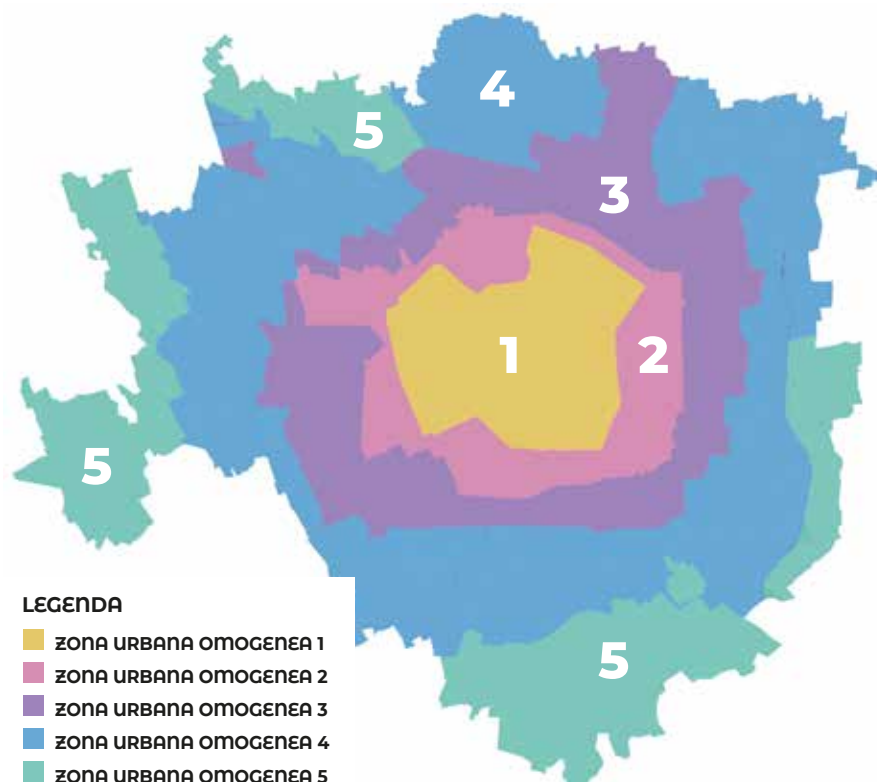 4
5
3
1
2
5
5
LEGENDA
ZONA URBANA OMOGENEA 1
ZONA URBANA OMOGENEA 2
ZONA URBANA OMOGENEA 3
ZONA URBANA OMOGENEA 4
ZONA URBANA OMOGENEA 5